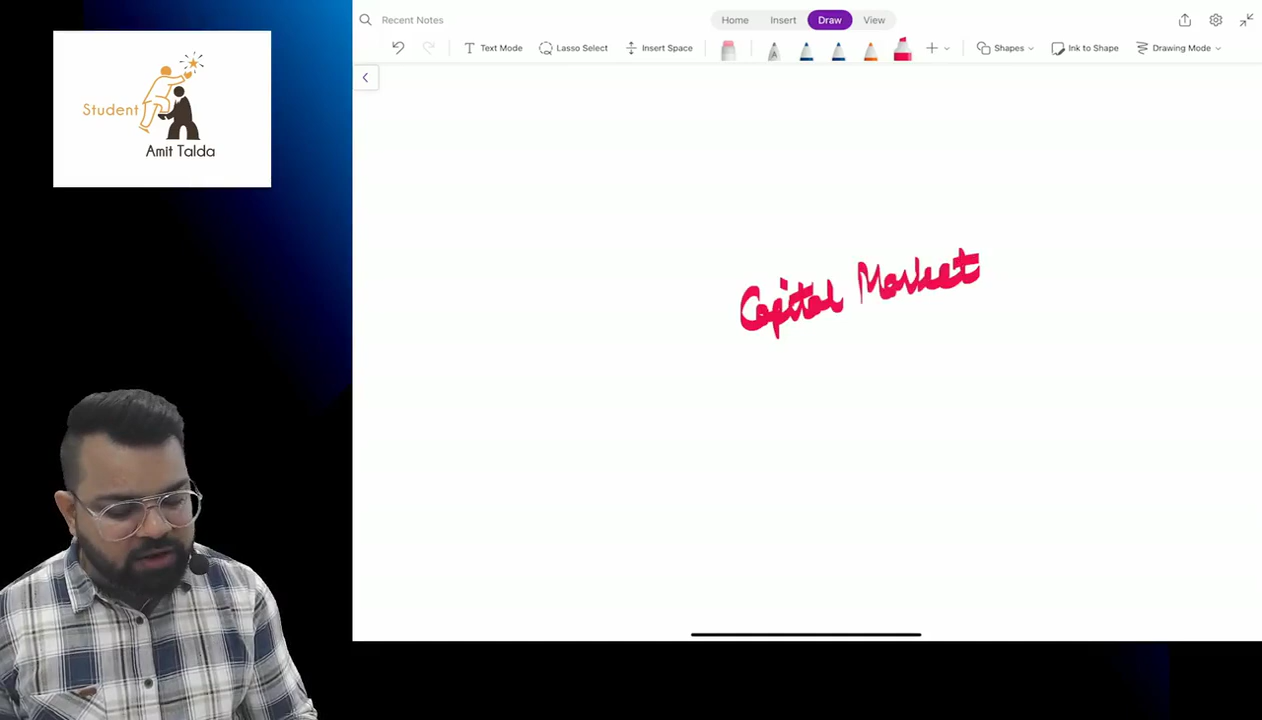 Recent Notes
Home Insert Draw View
Text Mode Lasso Select Insert Space Shapes Ink to Shape Drawing Mode
Student
Amit Talda
Capital Market